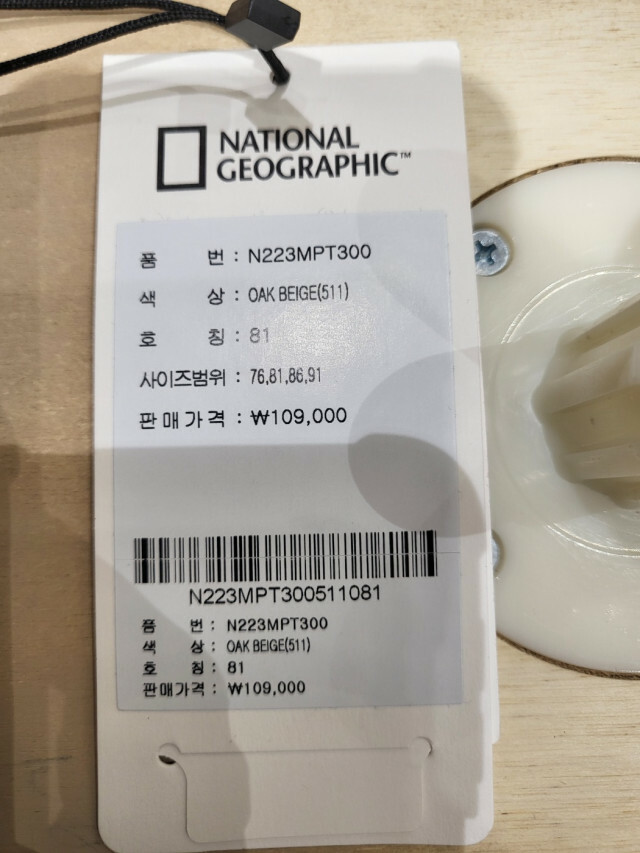 NATIONAL
GEOGRAPHIC™
품 번 : N223MPT300
색 상 : OAK BEIGE(511)
호 칭 : 81
사이즈범위 : 76,81,86,91
판매가격 : ₩109,000
N223MPT300511081
품 번 : N223MPT300
색 상 : OAK BEIGE(511)
호 칭 : 81
판매가격 : ₩109,000